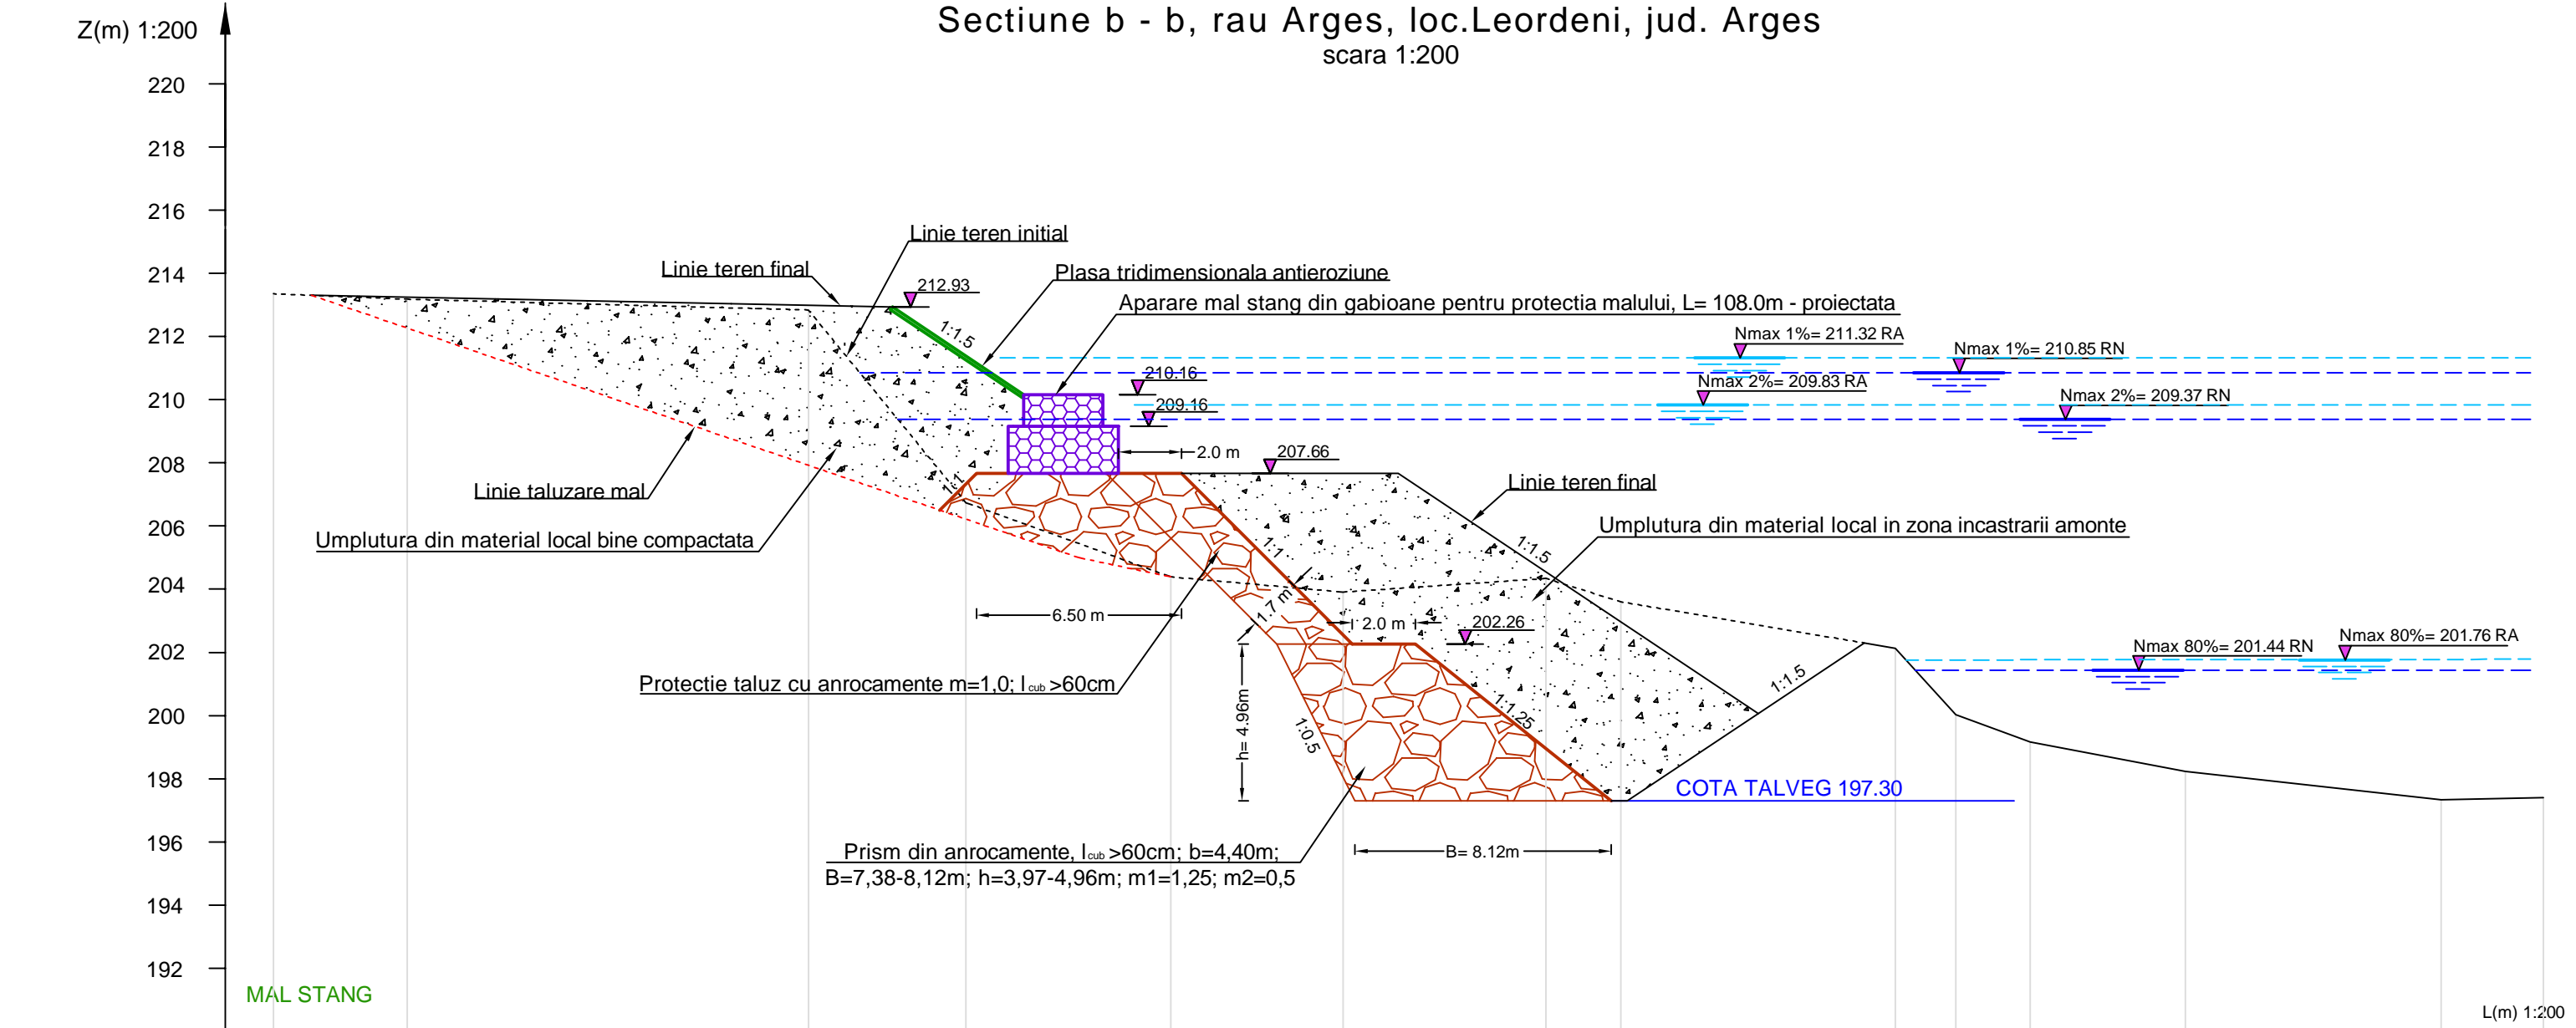 Sectiune b - b, rau Arges, loc.Leordeni, jud. Arges
scara 1:200
Z(m) 1:200
220
218
216
214
212
210
208
206
204
202
200
198
196
194
192
Linie teren initial
Linie teren final
Plasa tridimensionala antieroziune
212.93
Aparare mal stang din gabioane pentru protectia malului, L= 108.0m - proiectata
1:1.5
Nmax 1%= 211.32 RA
Nmax 1%= 210.85 RN
210.16
Nmax 2%= 209.83 RA
Nmax 2%= 209.37 RN
209.16
2.0 m
207.66
Linie taluzare mal
1:1
Linie teren final
Umplutura din material local in zona incastrarii amonte
Umplutura din material local bine compactata
1:1
1:1.5
6.50 m
1.7 m
2.0 m
202.26
Nmax 80%= 201.44 RN
Nmax 80%= 201.76 RA
Protectie taluz cu anrocamente m=1,0; lcub >60cm
h= 4.96m
1:0.5
1:1.25
1:1.5
COTA TALVEG 197.30
Prism din anrocamente, lcub >60cm; b=4,40m;
B=7,38-8,12m; h=3,97-4,96m; m1=1,25; m2=0,5
B= 8.12m
MAL STANG
L(m) 1:200